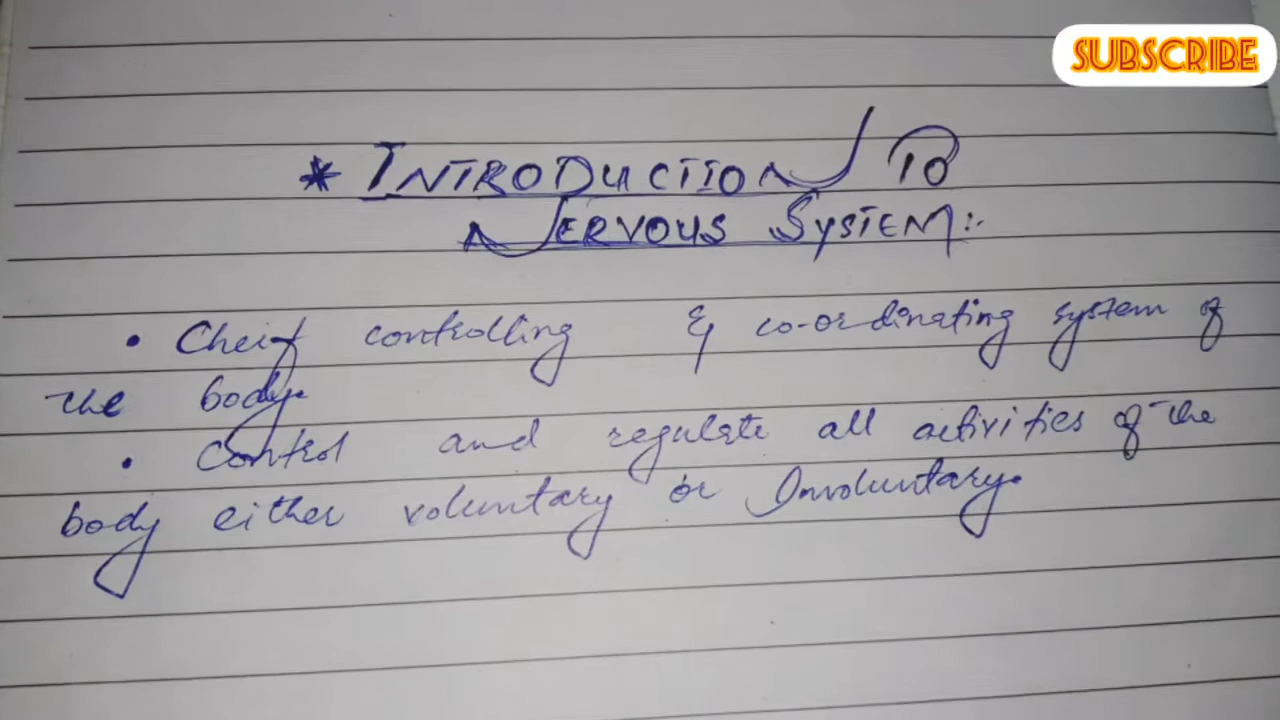 SUBSCRIBE
* INTRODUCTION TO
NERVOUS SYSTEM:-
• Cheif controlling & co-ordinating system of
the body.
• Control and regulate all activities of the
body either voluntary or Involuntary.